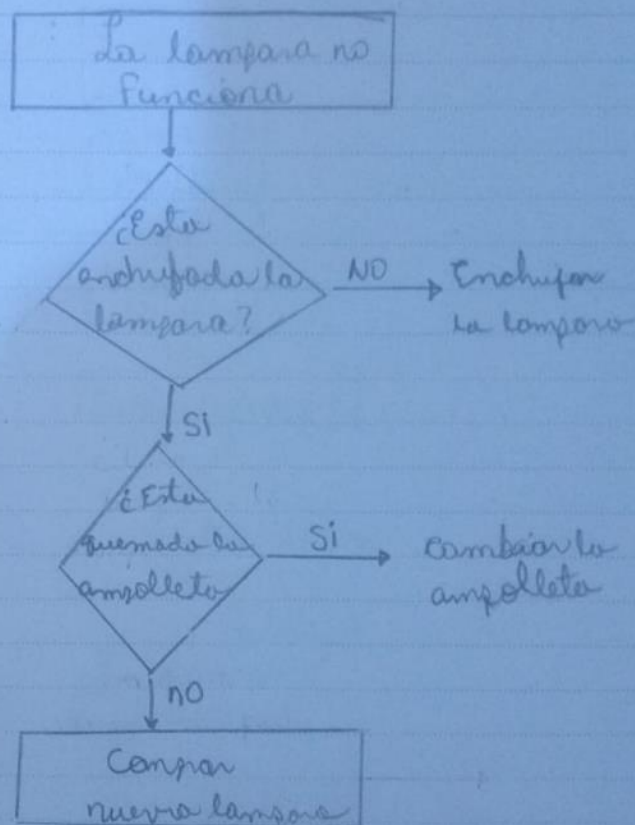 La lampara no
funciona
¿Esta
enchufada la
lampara?
NO
Enchufar
la lampara
Si
¿Esta
quemada la
ampolleta
Si
cambiar la
ampolleta
no
Comprar
nueva lampara